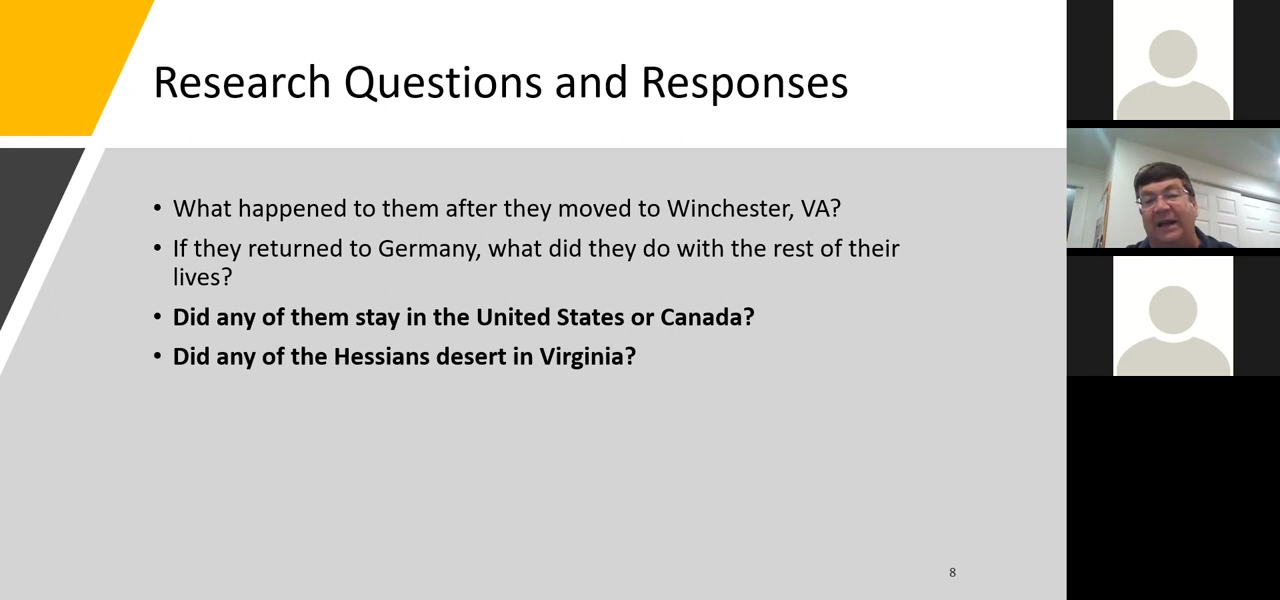 Research Questions and Responses
• What happened to them after they moved to Winchester, VA?
• If they returned to Germany, what did they do with the rest of their
lives?
• Did any of them stay in the United States or Canada?
• Did any of the Hessians desert in Virginia?
8